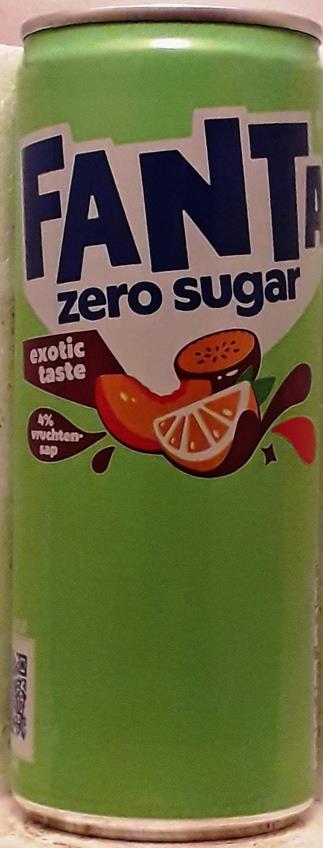 FANTA
zero sugar
exotic
taste
4%
vruchten-
sap